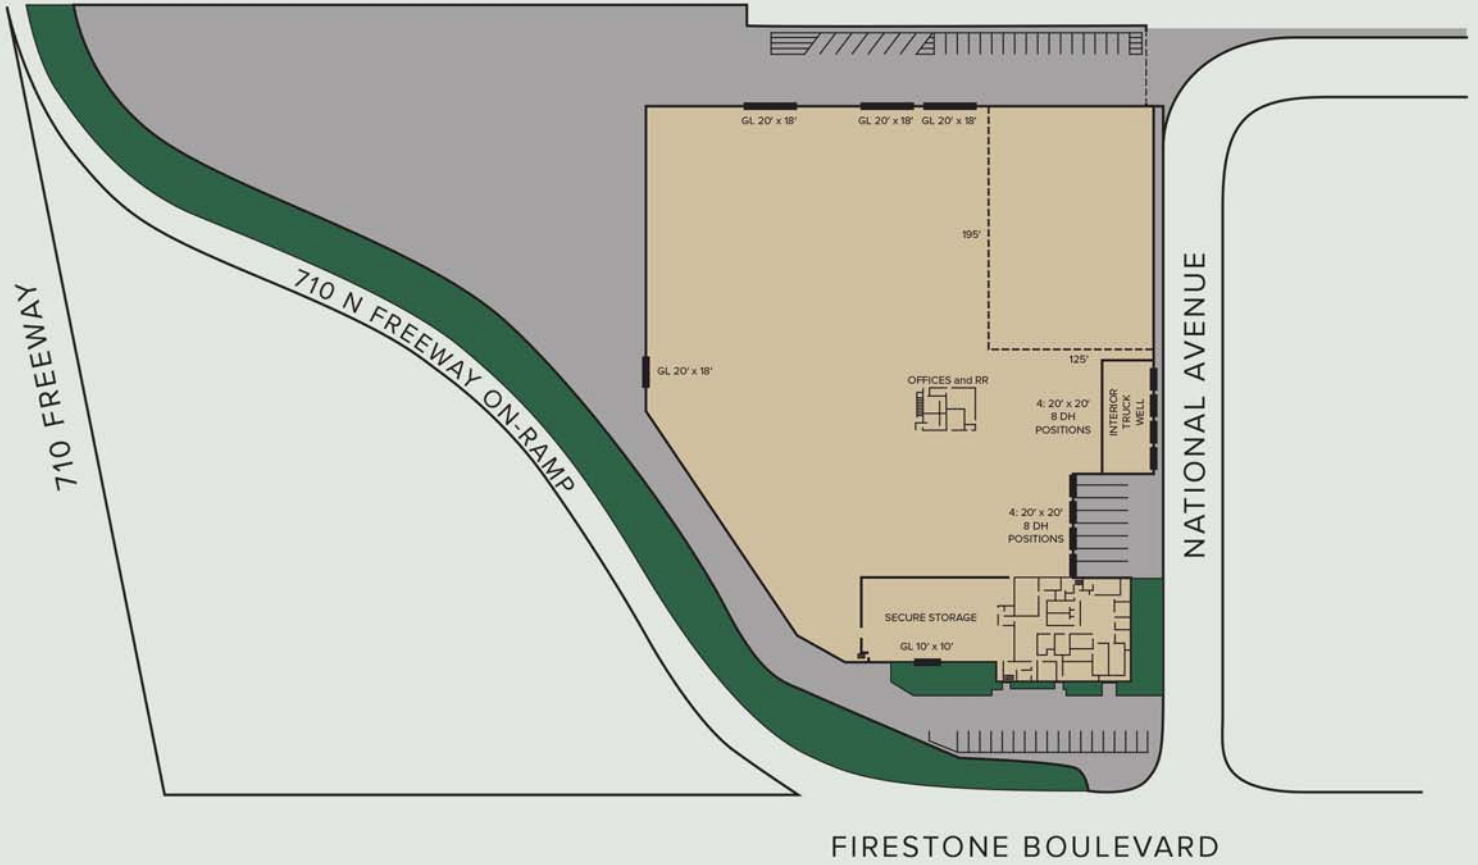 GL 20' x 18'
GL 20' x 18'
GL 20' x 18'
195'
710 N FREEWAY ON-RAMP
710 FREEWAY
NATIONAL AVENUE
125'
GL 20' x 18'
OFFICES and RR
4: 20' x 20'
8 DH
POSITIONS
INTERIOR
TRUCK
WELL
4: 20' x 20'
8 DH
POSITIONS
SECURE STORAGE
GL 10' x 10'
FIRESTONE BOULEVARD